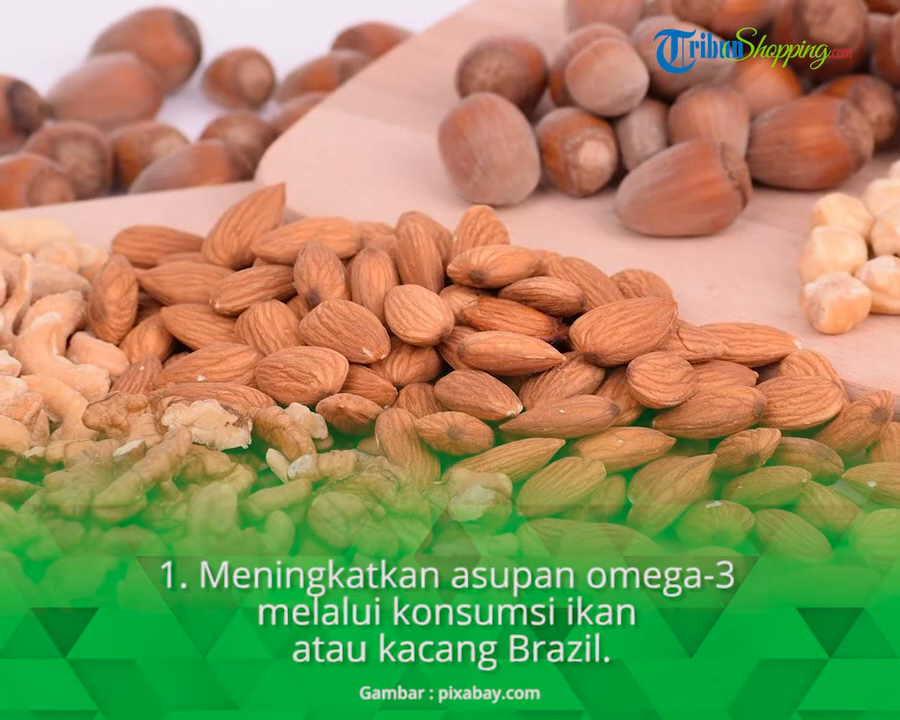 TribunShopping.com
1. Meningkatkan asupan omega-3
melalui konsumsi ikan
atau kacang Brazil.
Gambar : pixabay.com